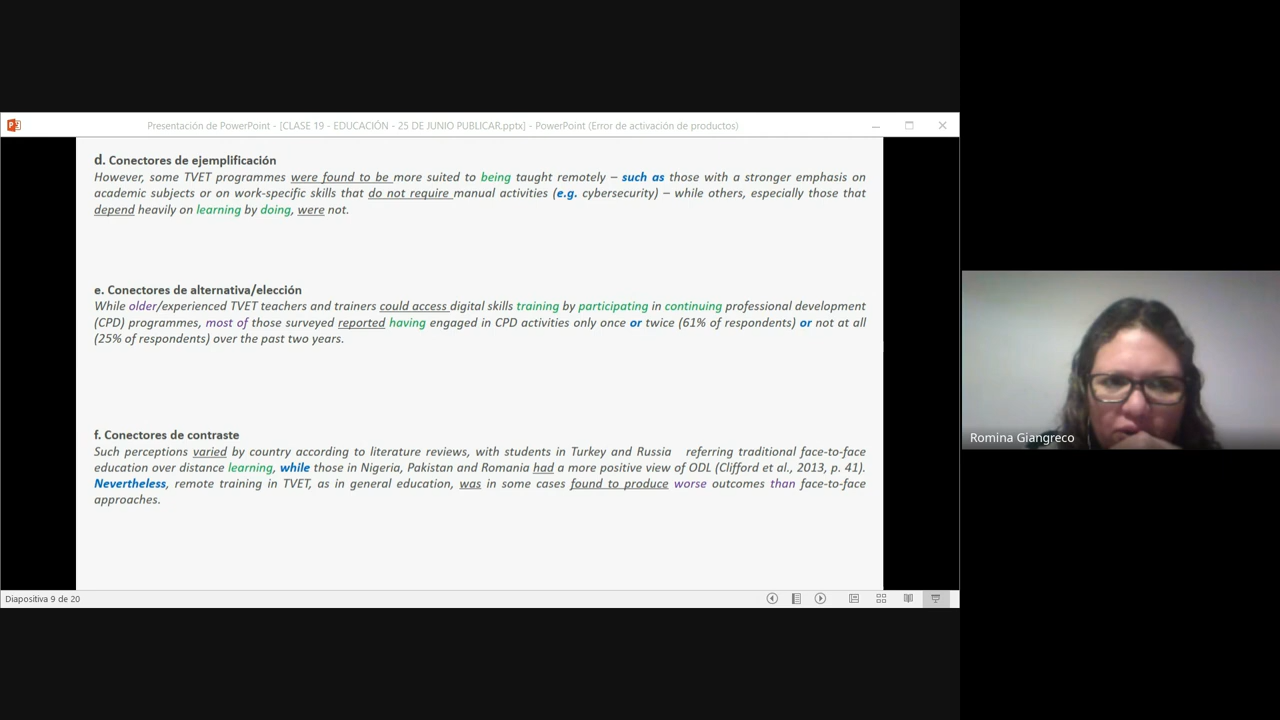 Presentación de PowerPoint - [CLASE 19 - EDUCACIÓN - 25 DE JUNIO PUBLICAR.pptx] - PowerPoint (Error de activación de productos)
d. Conectores de ejemplificación
However, some TVET programmes were found to be more suited to being taught remotely – such as those with a stronger emphasis on
academic subjects or on work-specific skills that do not require manual activities (e.g. cybersecurity) – while others, especially those that
depend heavily on learning by doing, were not.
e. Conectores de alternativa/elección
While older/experienced TVET teachers and trainers could access digital skills training by participating in continuing professional development
(CPD) programmes, most of those surveyed reported having engaged in CPD activities only once or twice (61% of respondents) or not at all
(25% of respondents) over the past two years.
f. Conectores de contraste
Such perceptions varied by country according to literature reviews, with students in Turkey and Russia referring traditional face-to-face
education over distance learning, while those in Nigeria, Pakistan and Romania had a more positive view of ODL (Clifford et al., 2013, p. 41).
Nevertheless, remote training in TVET, as in general education, was in some cases found to produce worse outcomes than face-to-face
approaches.
Romina Giangreco
Diapositiva 9 de 20